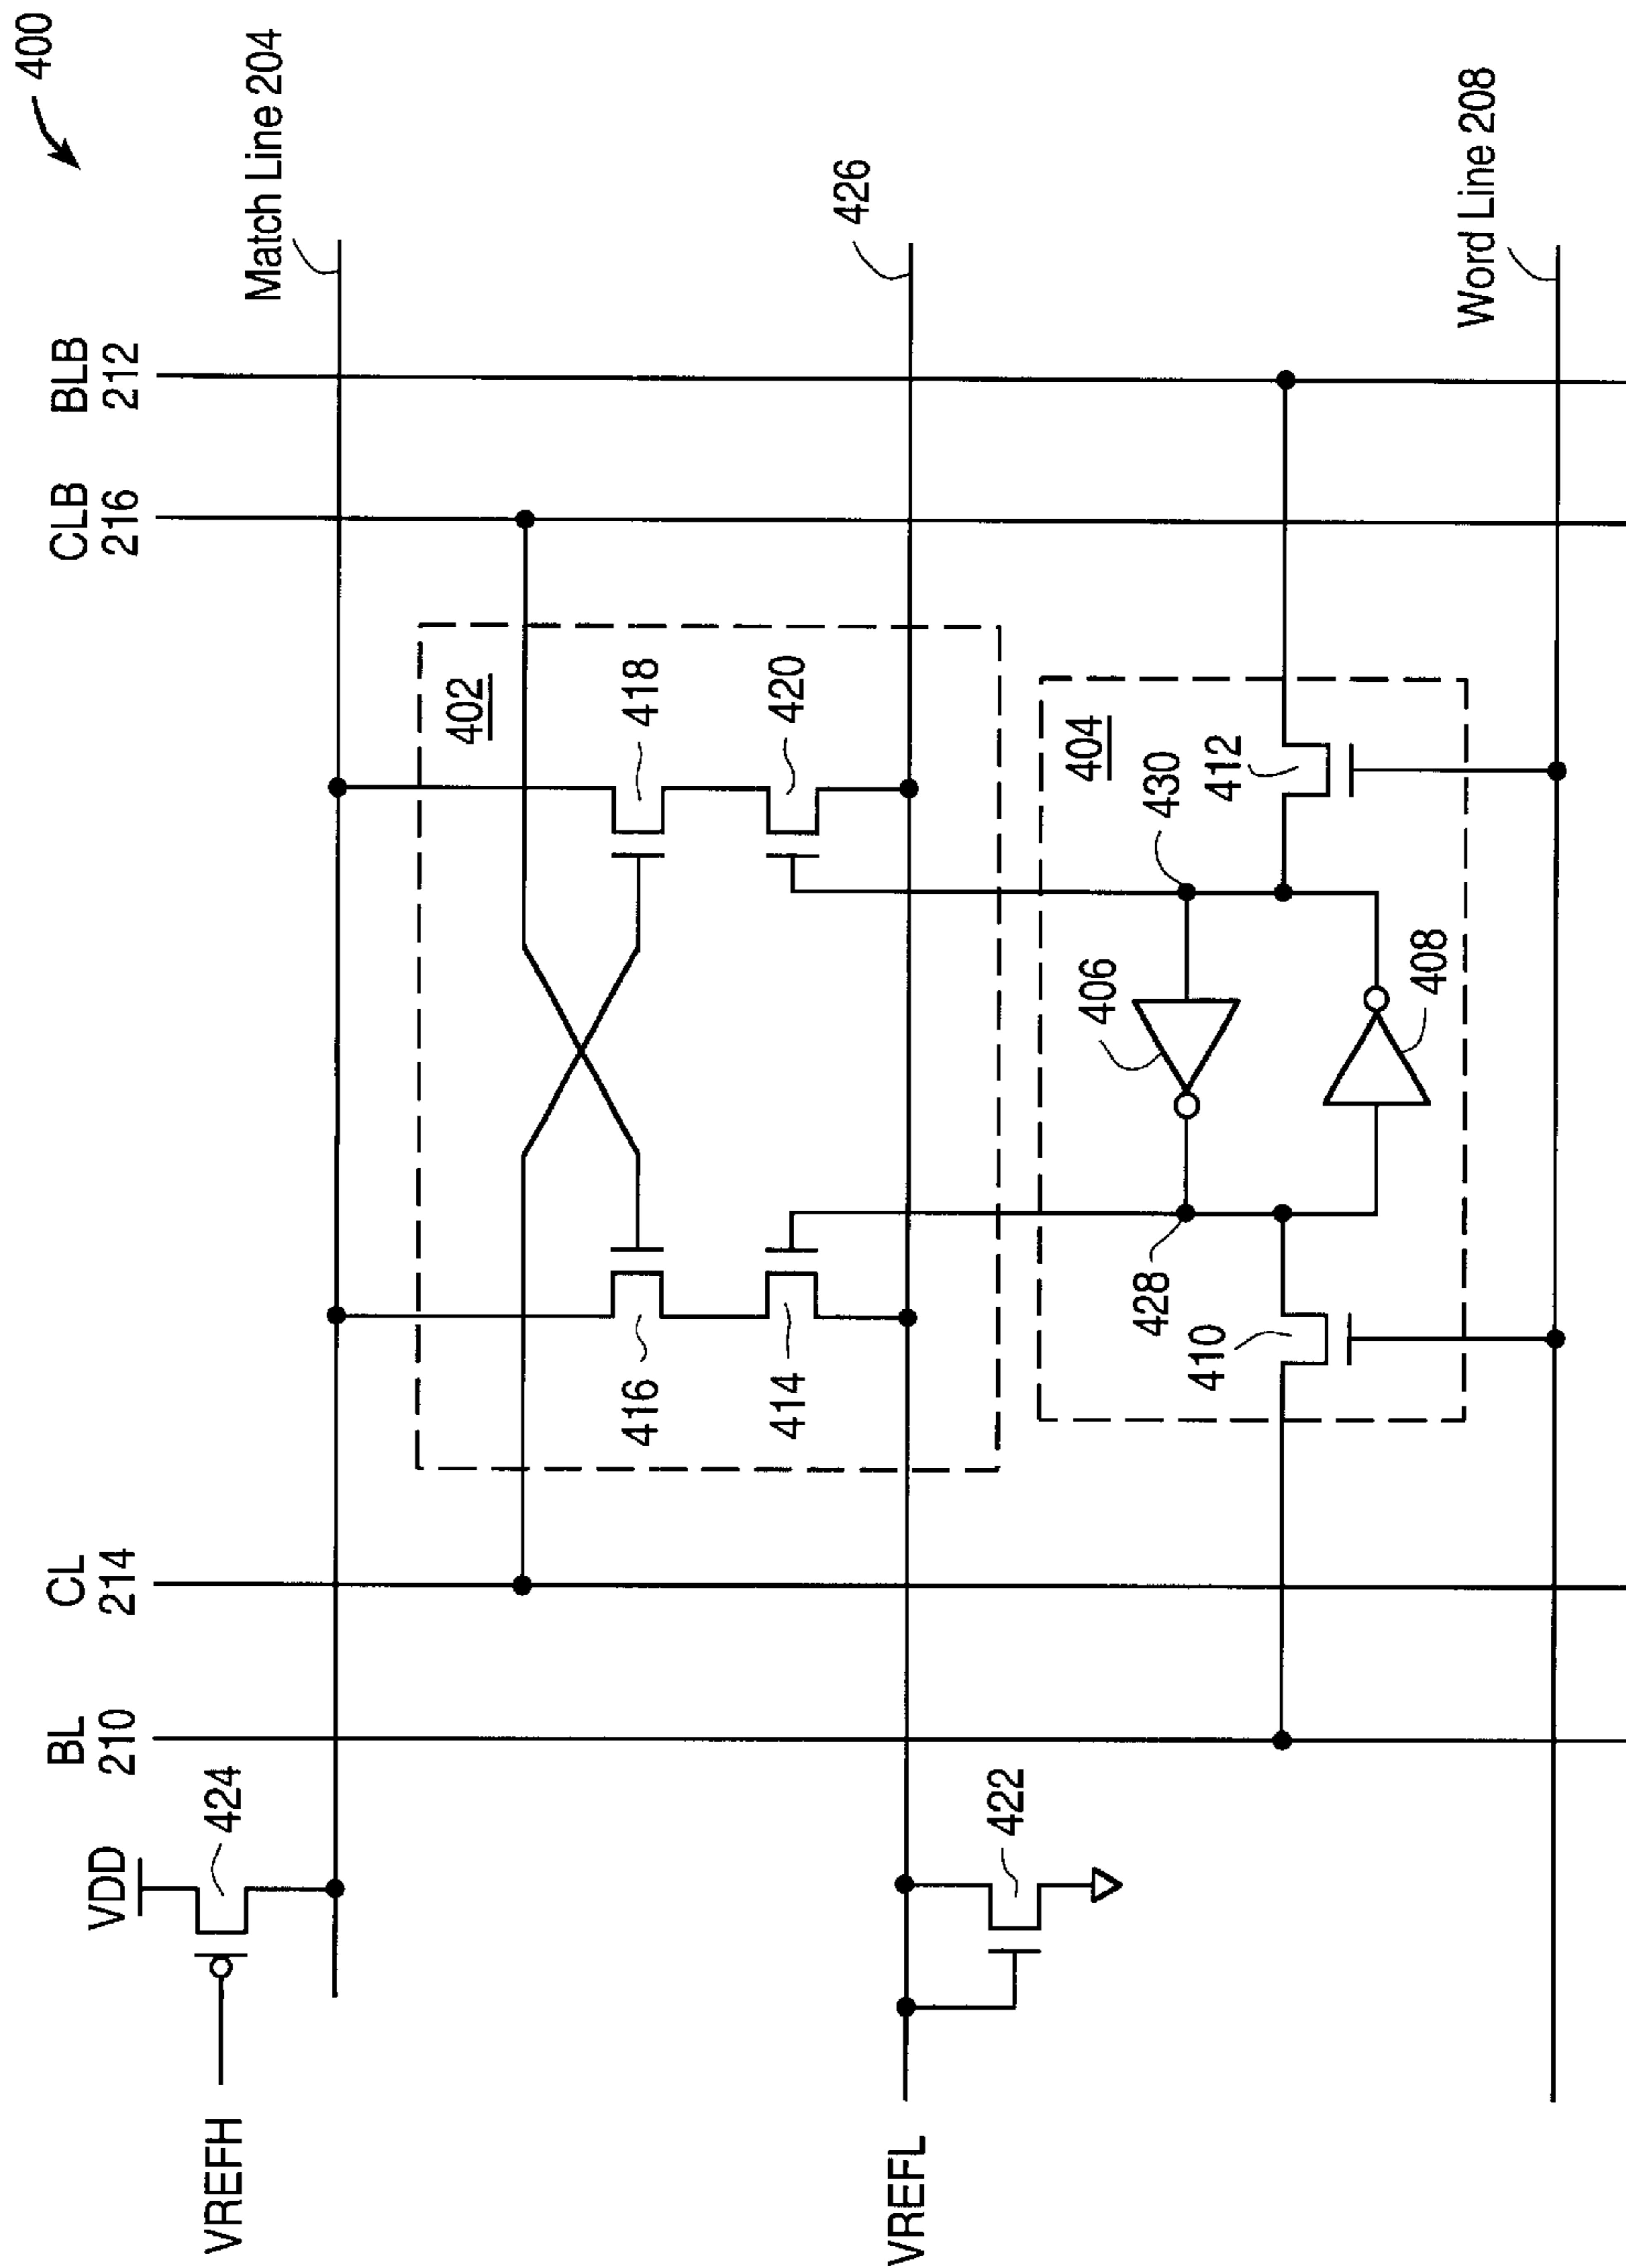 400
BL
210
CL
214
CLB
216
BLB
212
VDD
424
VREFH
Match Line 204
402
416
418
414
420
VREFL
422
426
404
428
430
406
410
412
408
Word Line 208